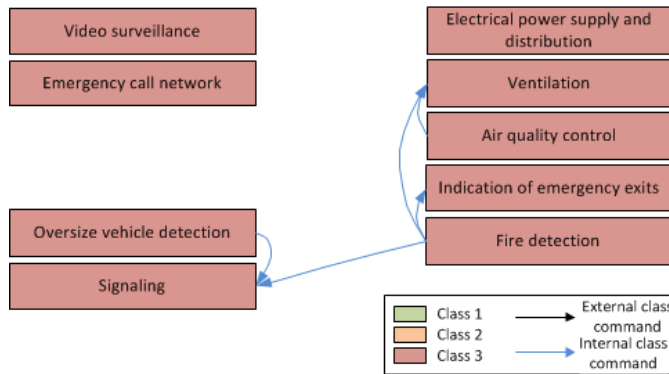 Video surveillance
Emergency call network
Oversize vehicle detection
Signaling
Electrical power supply and
distribution
Ventilation
Air quality control
Indication of emergency exits
Fire detection
Class 1
Class 2
Class 3
External class
command
Internal class
command